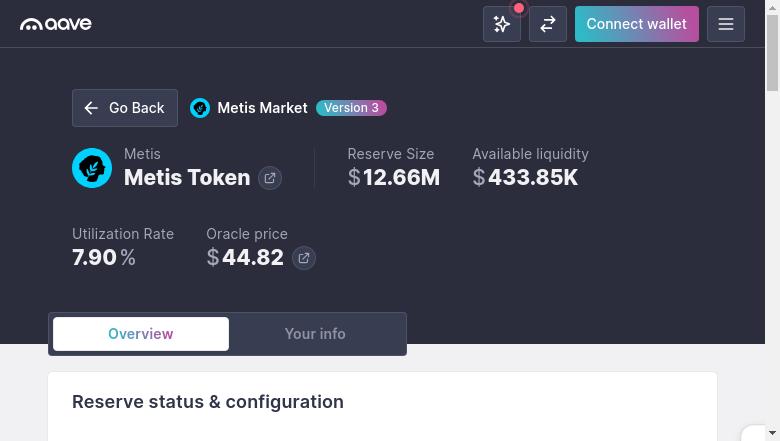 aave
Connect wallet
Go Back
Metis Market
Version 3
Metis
Metis Token
Reserve Size
$12.66M
Available liquidity
$433.85K
Utilization Rate
7.90%
Oracle price
$44.82
Overview
Your info
Reserve status & configuration